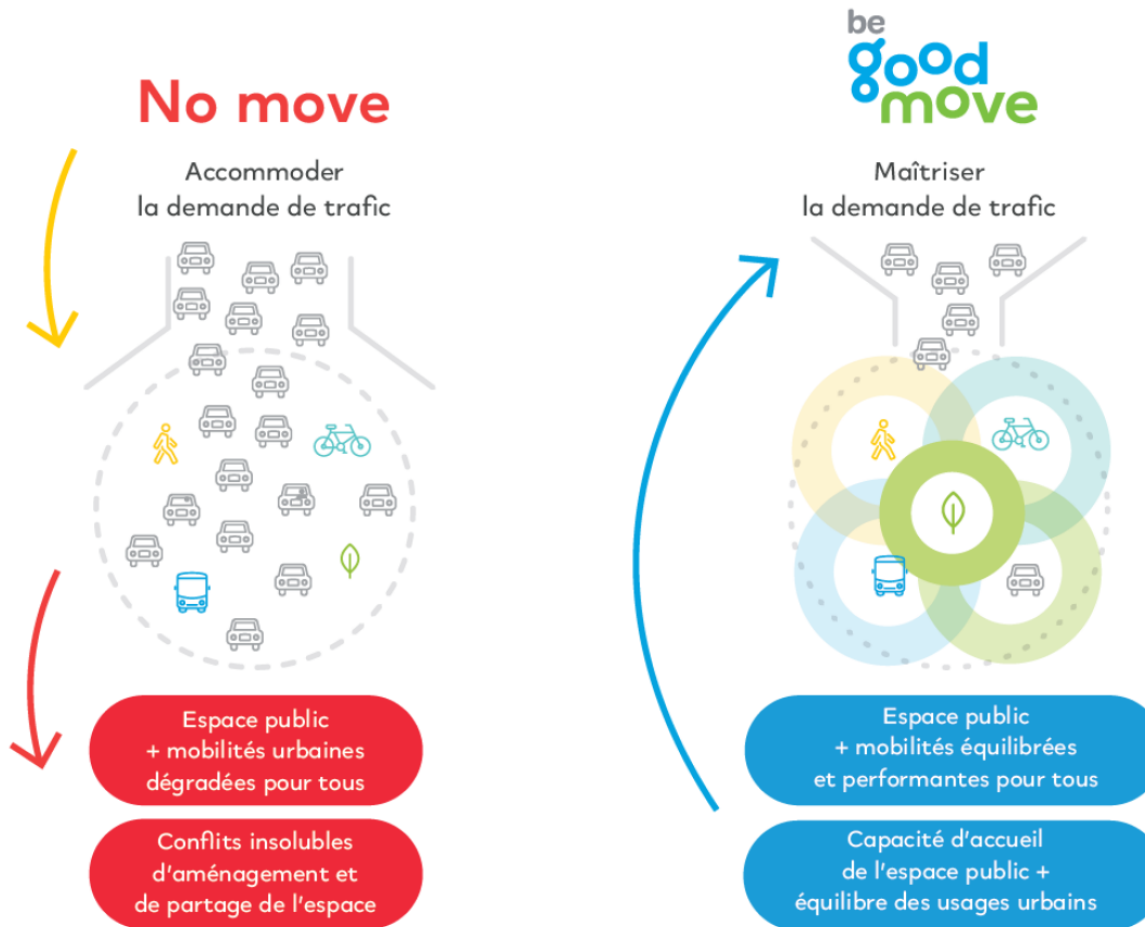 No move
Accommoder
la demande de trafic
Espace public
+ mobilités urbaines
dégradées pour tous
Conflits insolubles
d'aménagement et
de partage de l'espace
be
good
move
Maîtriser
la demande de trafic
Espace public
+ mobilités équilibrées
et performantes pour tous
Capacité d'accueil
de l'espace public +
équilibre des usages urbains